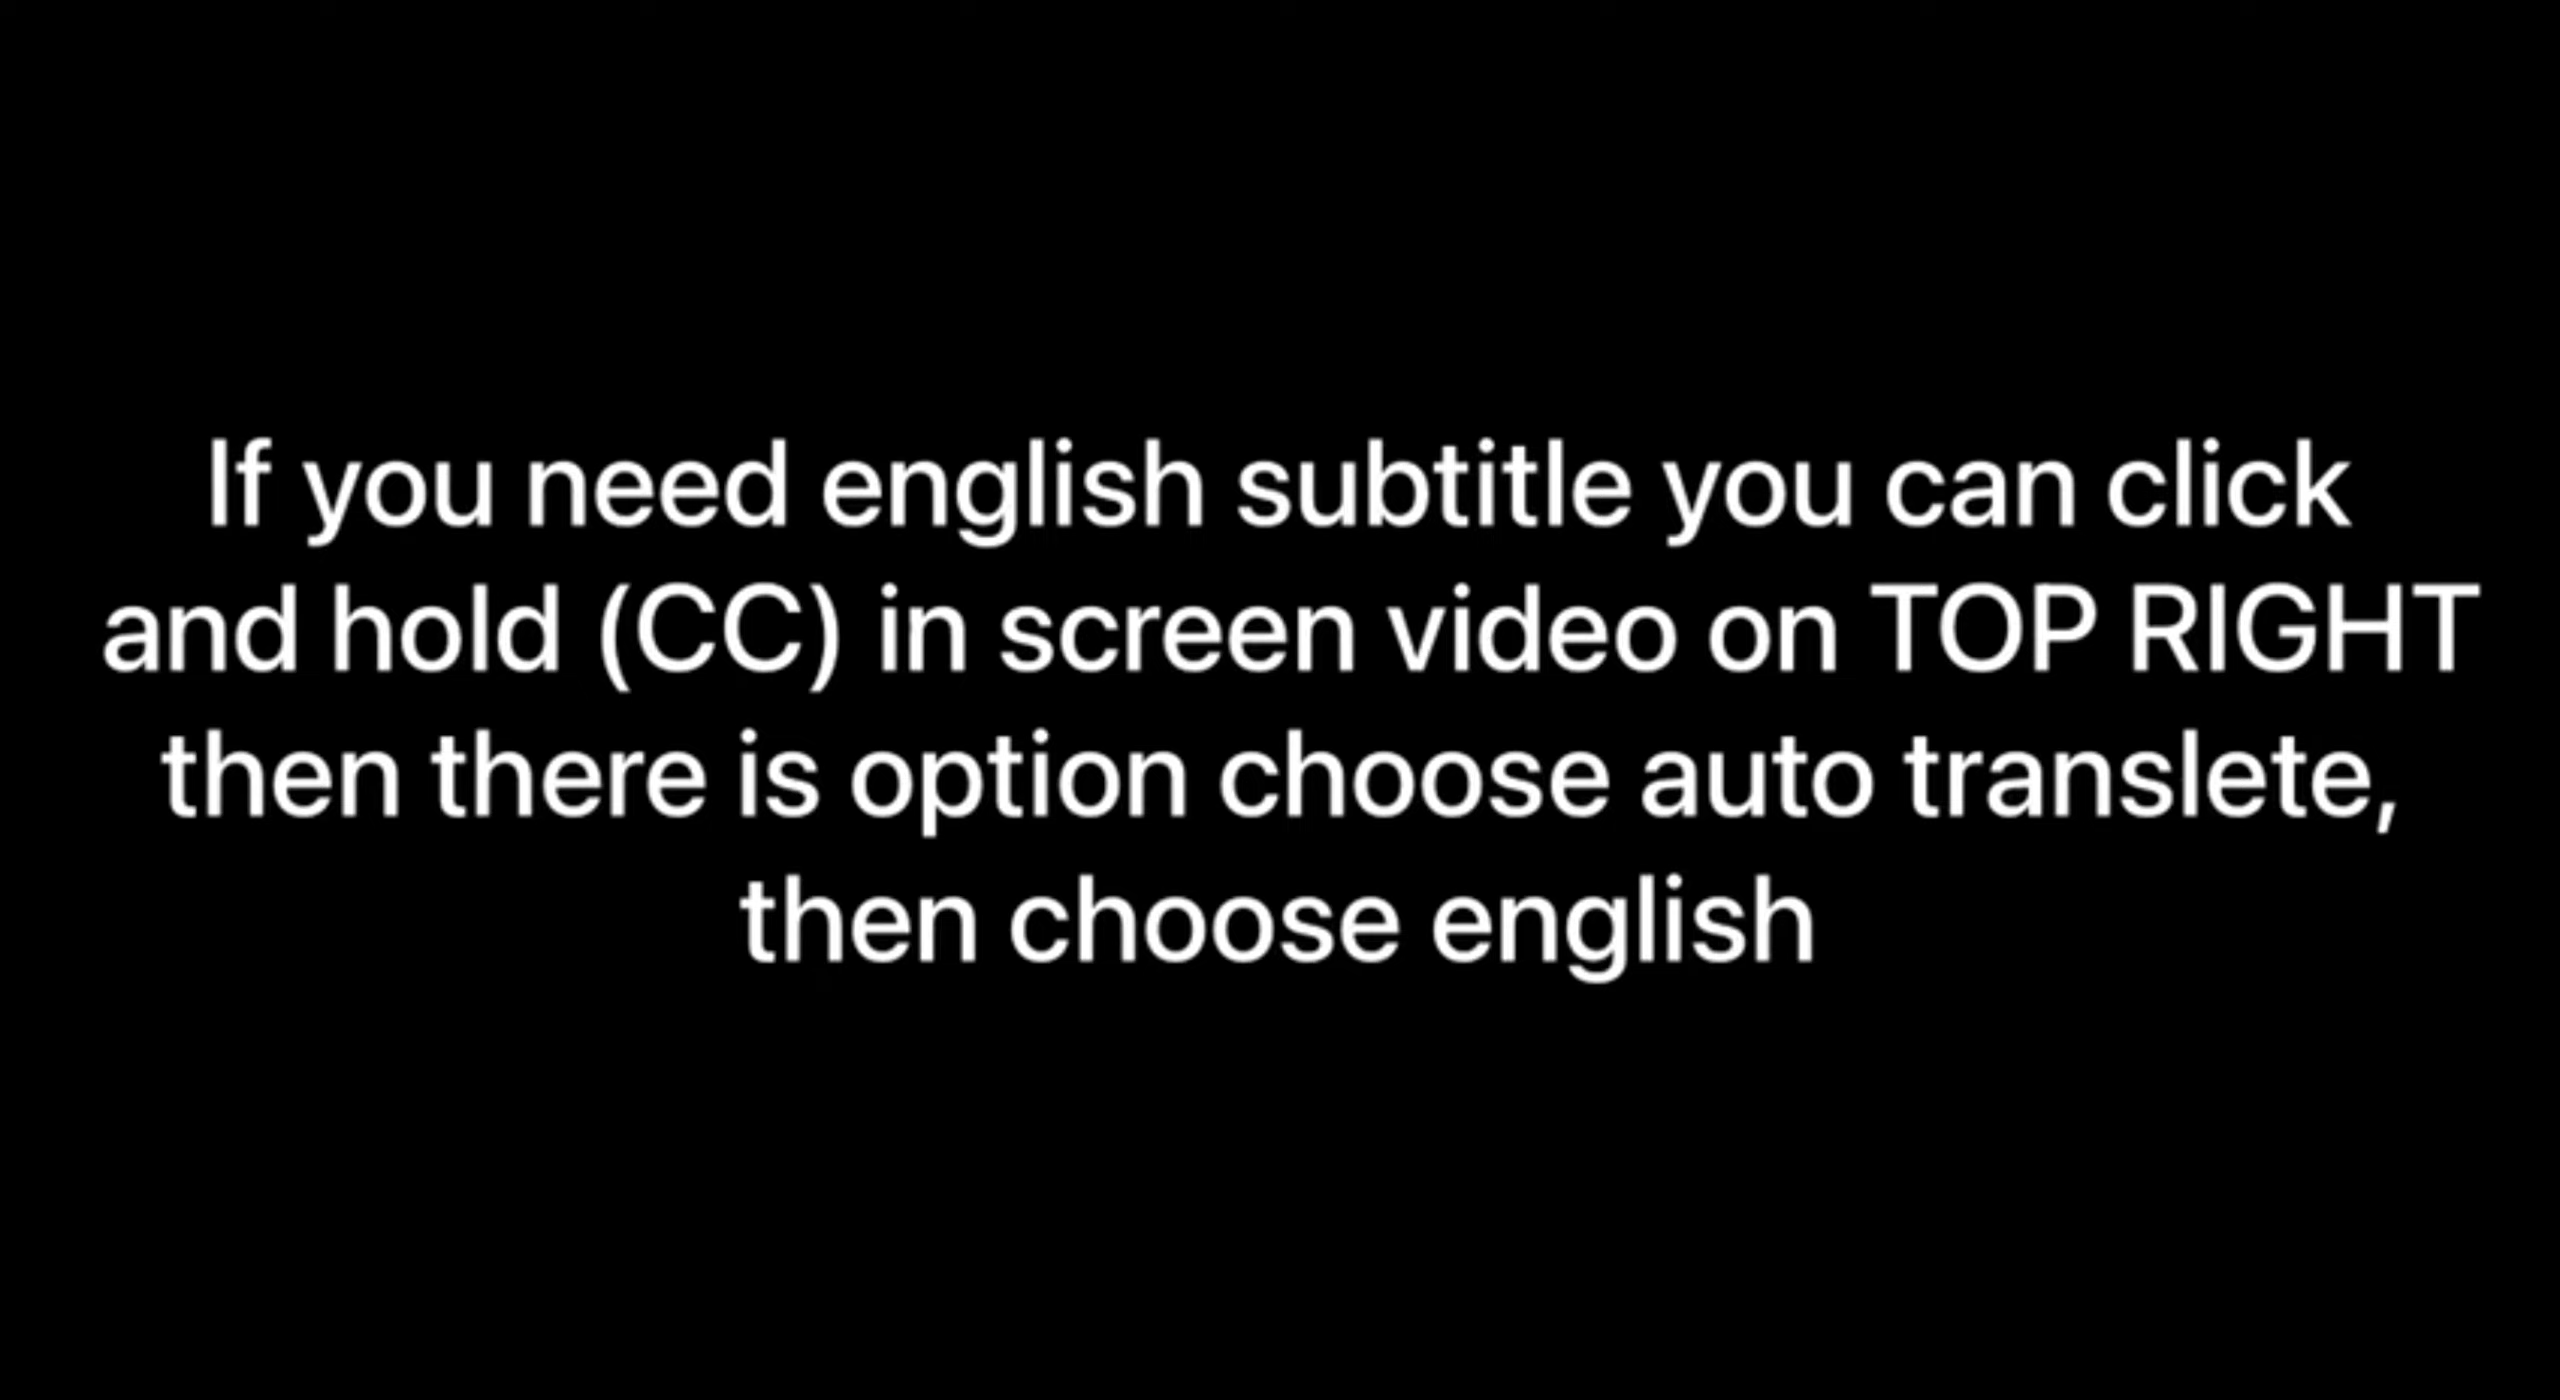 If you need english subtitle you can click
and hold (CC) in screen video on TOP RIGHT
then there is option choose auto translete,
then choose english